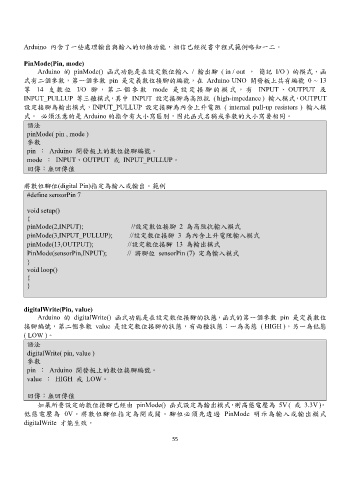 Arduino 內含了一些處理輸出與輸入的切換功能，相信已經從書中程式範例略知一二。
PinMode(Pin, mode)
Arduino 的 pinMode() 函式功能是在設定數位輸入 / 輸出腳 ( in / out ， 簡記 I/O ) 的模式，函
式有二個參數，第一個參數 pin 是定義數位接腳的編號，在 Arduino UNO 開發板上共有編號 0 ~ 13
等 14 支數位 I/O 腳，第二個參數 mode 是設定接腳的模式，有 INPUT 、 OUTPUT 及
INPUT_PULLUP 等三種模式，其中 INPUT 設定接腳為高阻抗 ( high-impedance ) 輸入模式，OUTPUT
設定接腳為輸出模式，INPUT_PULLUP 設定接腳為內含上升電阻 ( internal pull-up resistors ) 輸入模
式。 必須注意的是 Arduino 的指令有大小寫區別，因此函式名稱或參數的大小寫要相同。
語法
pinMode( pin , mode )
參數
pin ： Arduino 開發板上的數位接腳編號。
mode ： INPUT、OUTPUT 或 INPUT_PULLUP。
回傳：無回傳值
將數位腳位(digital Pin)指定為輸入或輸出。範例
#define sensorPin 7
void setup()
{
pinMode(2,INPUT); //設定數位接腳 2 為高阻抗輸入模式
pinMode(3,INPUT_PULLUP); //設定數位接腳 3 為內含上升電阻輸入模式
pinMode(13,OUTPUT); //設定數位接腳 13 為輸出模式
PinMode(sensorPin,INPUT); // 將腳位 sensorPin (7) 定為輸入模式
}
void loop()
{
}
digitalWrite(Pin, value)
Arduino 的 digitalWrite() 函式功能是在設定數位接腳的狀態，函式的第一個參數 pin 是定義數位
接腳編號，第二個參數 value 是設定數位接腳的狀態，有兩種狀態：一為高態 ( HIGH )，另一為低態
( LOW )。
語法
digitalWrite( pin, value )
參數
pin ： Arduino 開發板上的數位接腳編號。
value ： HIGH 或 LOW。
回傳：無回傳值
如果所要設定的數位接腳已經由 pinMode() 函式設定為輸出模式，則高態電壓為 5V ( 或 3.3V )，
低態電壓為 0V。將數位腳位指定為開或關。腳位必須先透過 PinMode 明示為輸入或輸出模式
digitalWrite 才能生效。
55